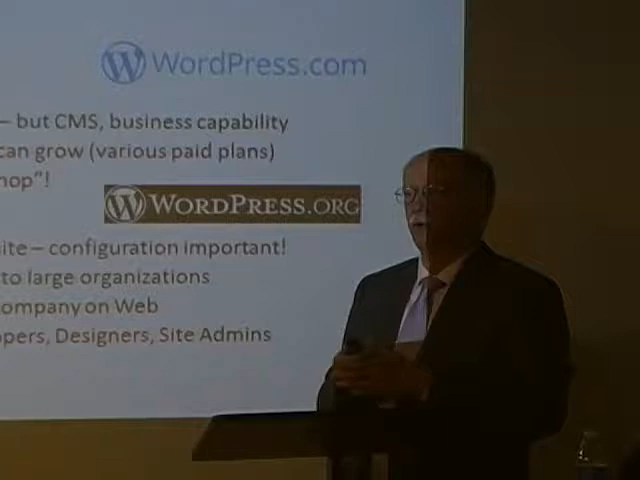 WordPress.com
– but CMS, business capability
can grow (various paid plans)
hop"!
WORDPRESS.ORG
ite – configuration important!
to large organizations
ompany on Web
pers, Designers, Site Admins